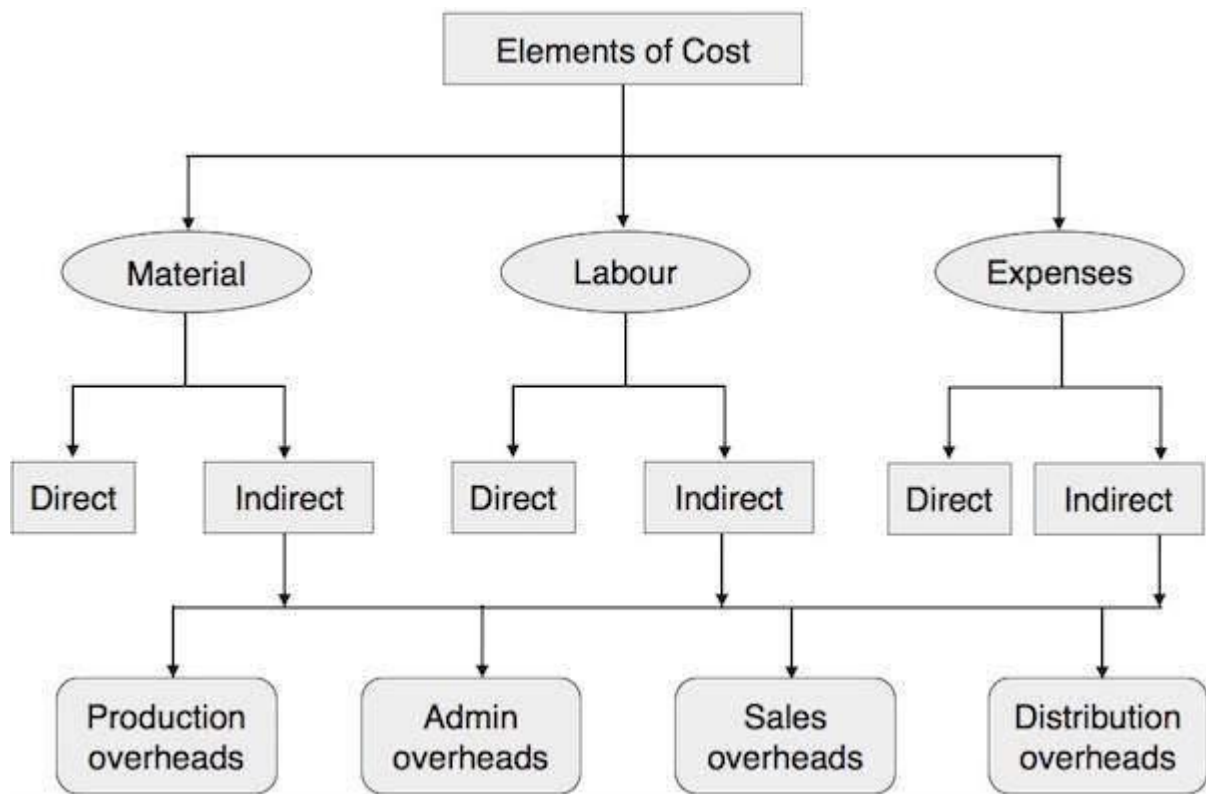 Elements of Cost
Material
Labour
Expenses
Direct
Indirect
Direct
Indirect
Direct
Indirect
Production
overheads
Admin
overheads
Sales
overheads
Distribution
overheads